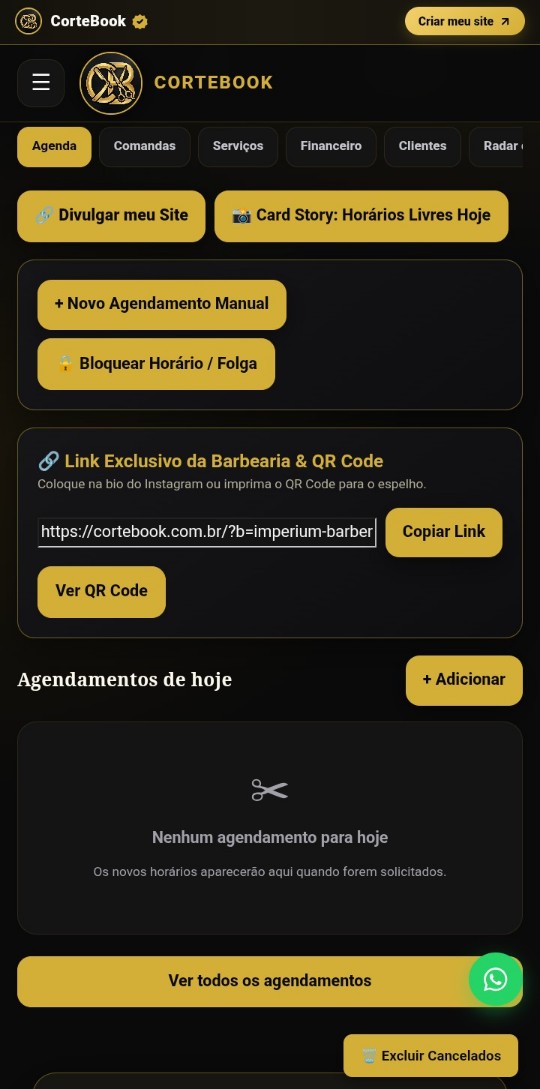 CorteBook
Criar meu site ↗
☰
CORTEBOOK
Agenda
Comandas
Serviços
Financeiro
Clientes
Radar
🔗 Divulgar meu Site
📸 Card Story: Horários Livres Hoje
+ Novo Agendamento Manual
🔒 Bloquear Horário / Folga
🔗 Link Exclusivo da Barbearia & QR Code
Coloque na bio do Instagram ou imprima o QR Code para o espelho.
https://cortebook.com.br/?b=imperium-barber
Copiar Link
Ver QR Code
Agendamentos de hoje
+ Adicionar
Nenhum agendamento para hoje
Os novos horários aparecerão aqui quando forem solicitados.
Ver todos os agendamentos
🗑️ Excluir Cancelados